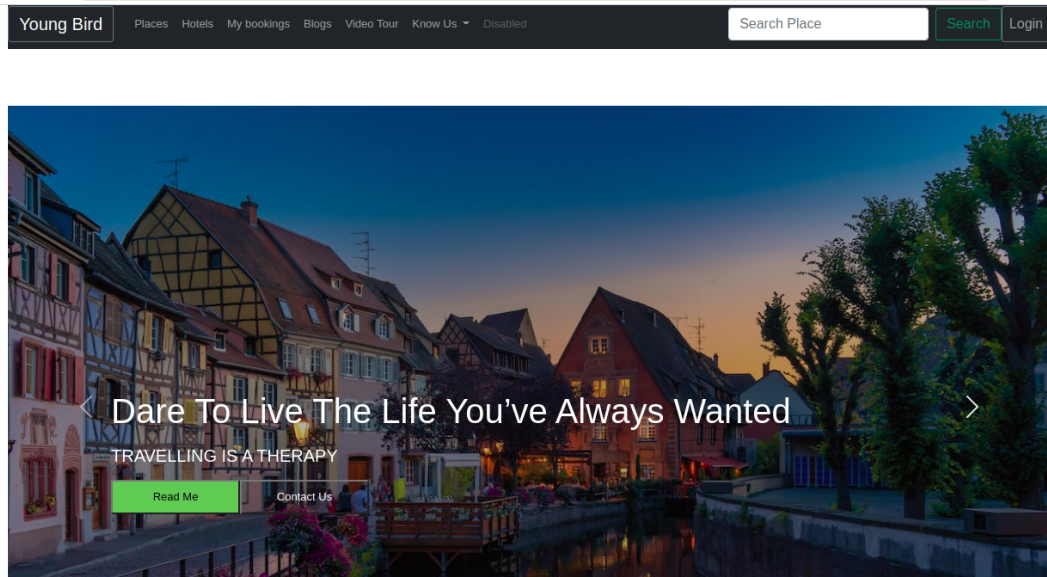 Young Bird Places Hotels My bookings Blogs Video Tour Know Us Disabled Search Place Search Login
Dare To Live The Life You’ve Always Wanted
TRAVELLING IS A THERAPY
Read Me Contact Us